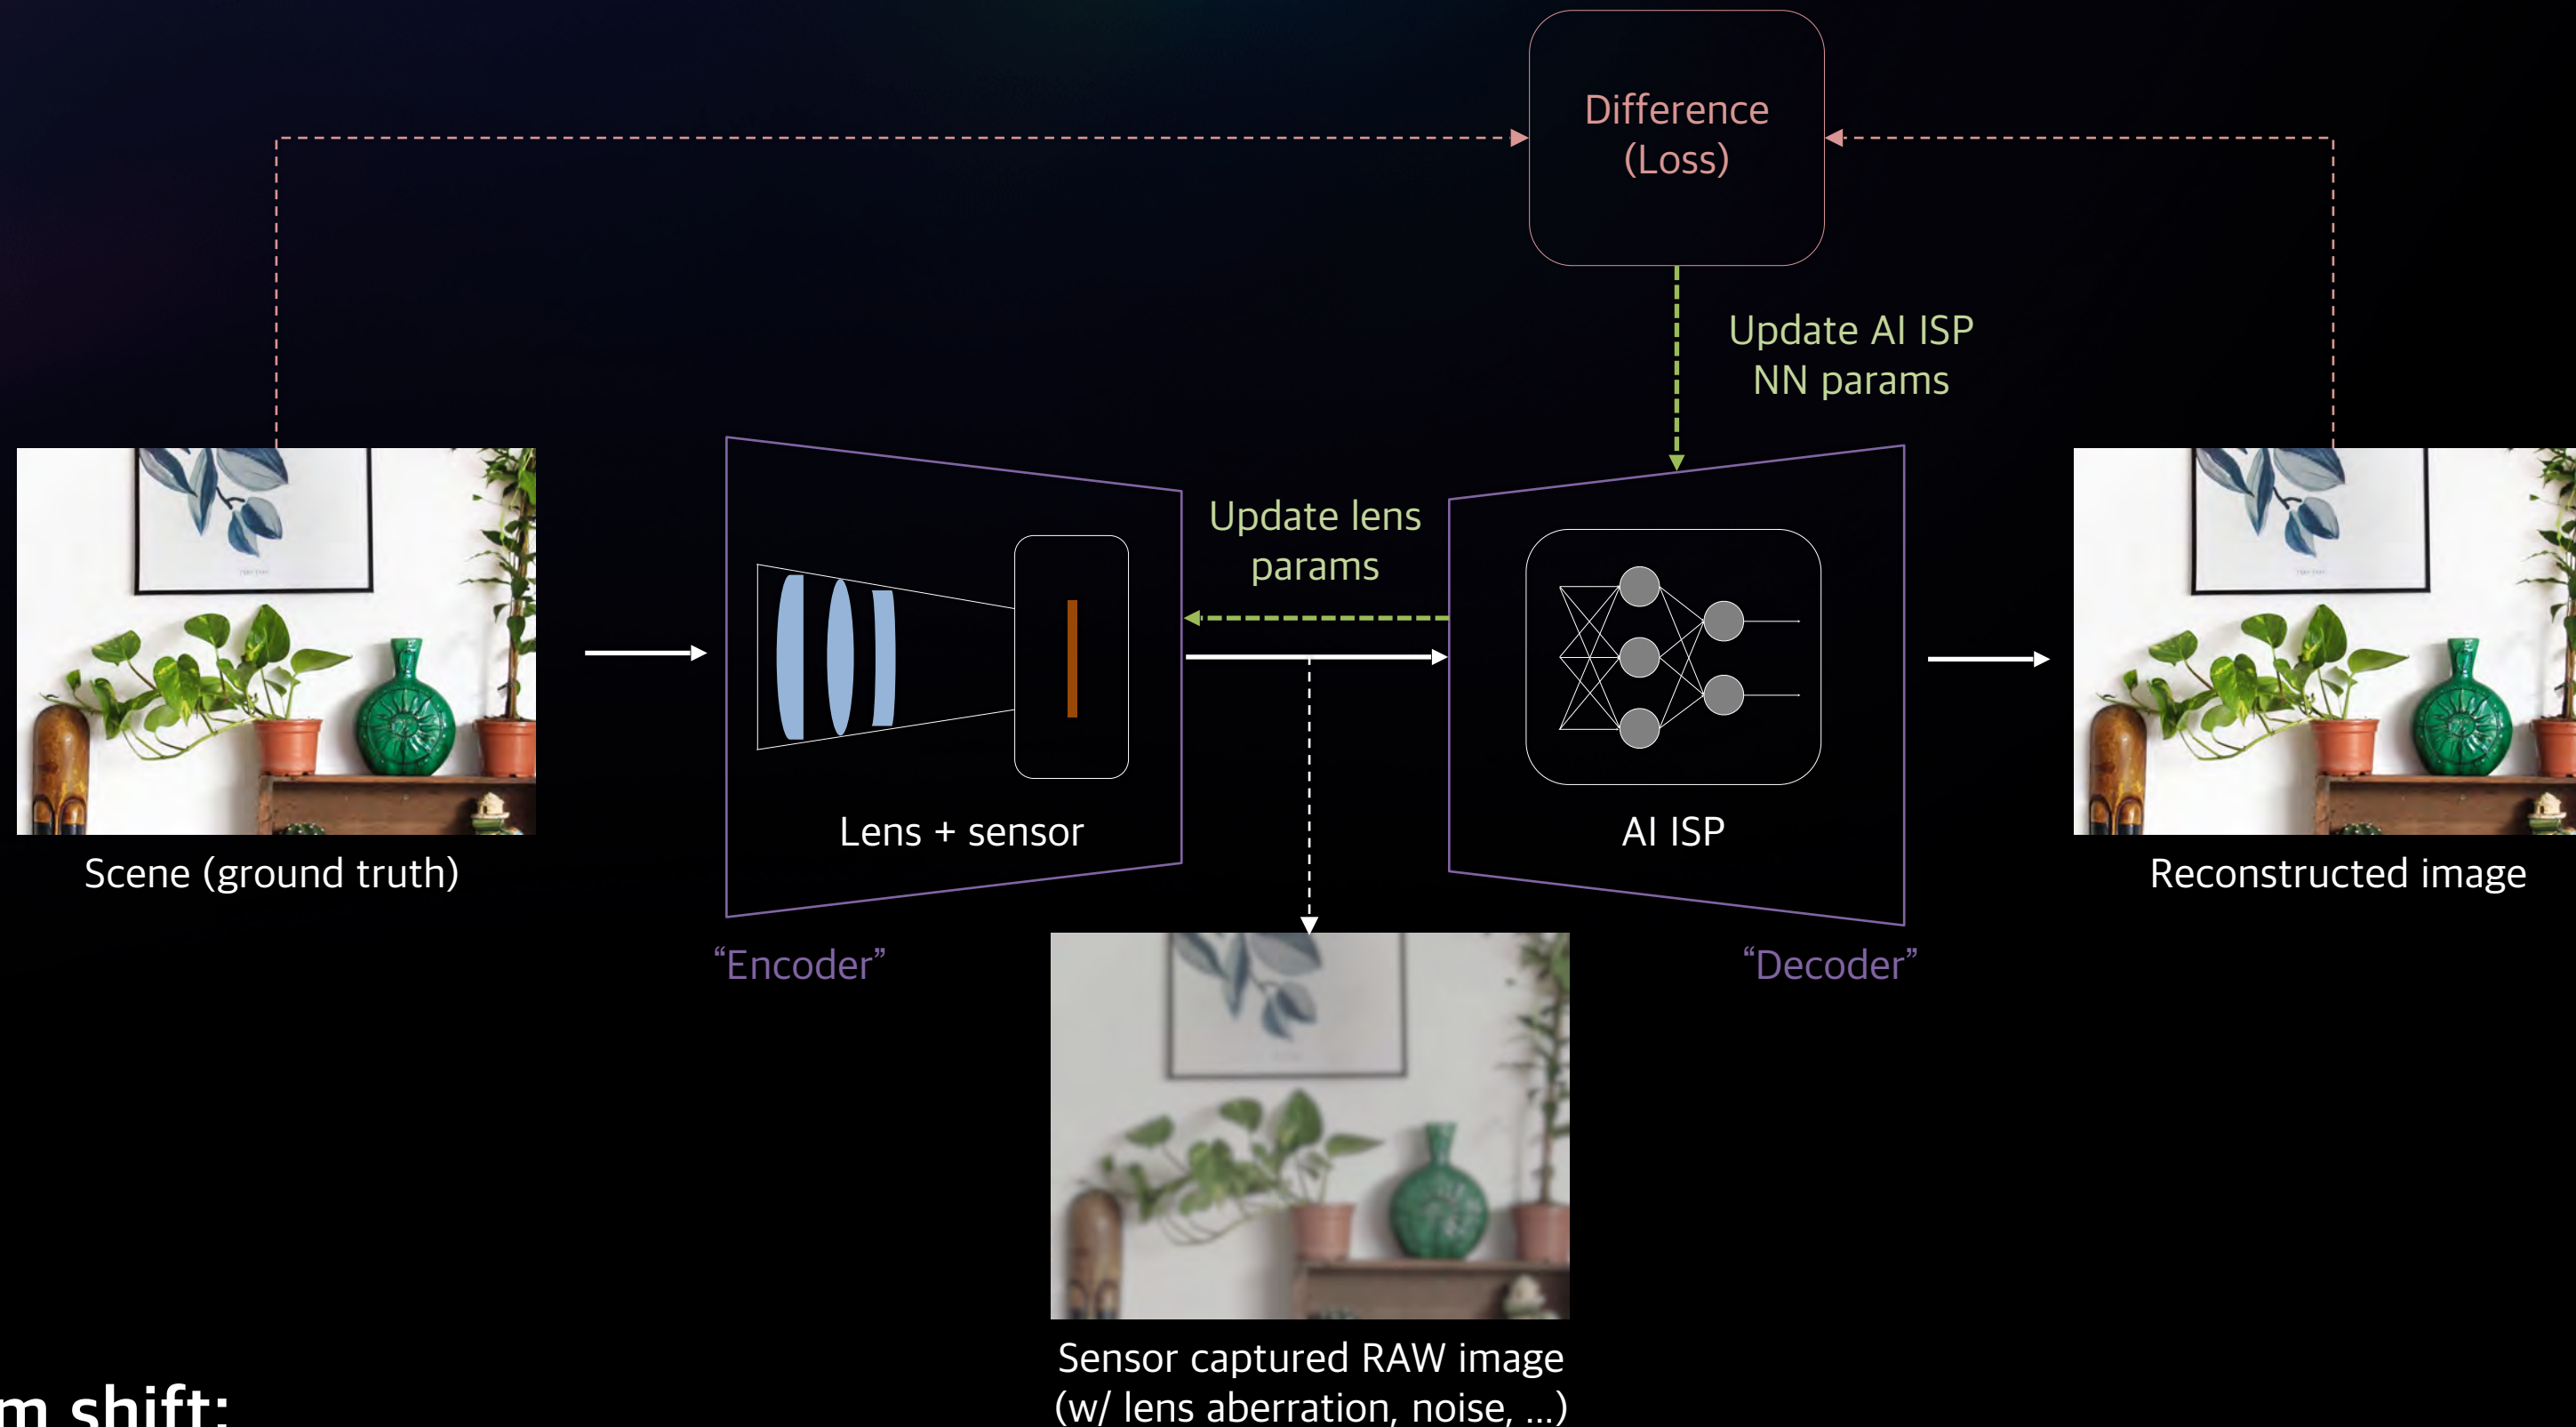 Difference
(Loss)
Update AI ISP
NN params
Update lens
params
Lens + sensor
AI ISP
Scene (ground truth)
Reconstructed image
“Encoder”
“Decoder”
Sensor captured RAW image
(w/ lens aberration, noise, ...)
m shift: